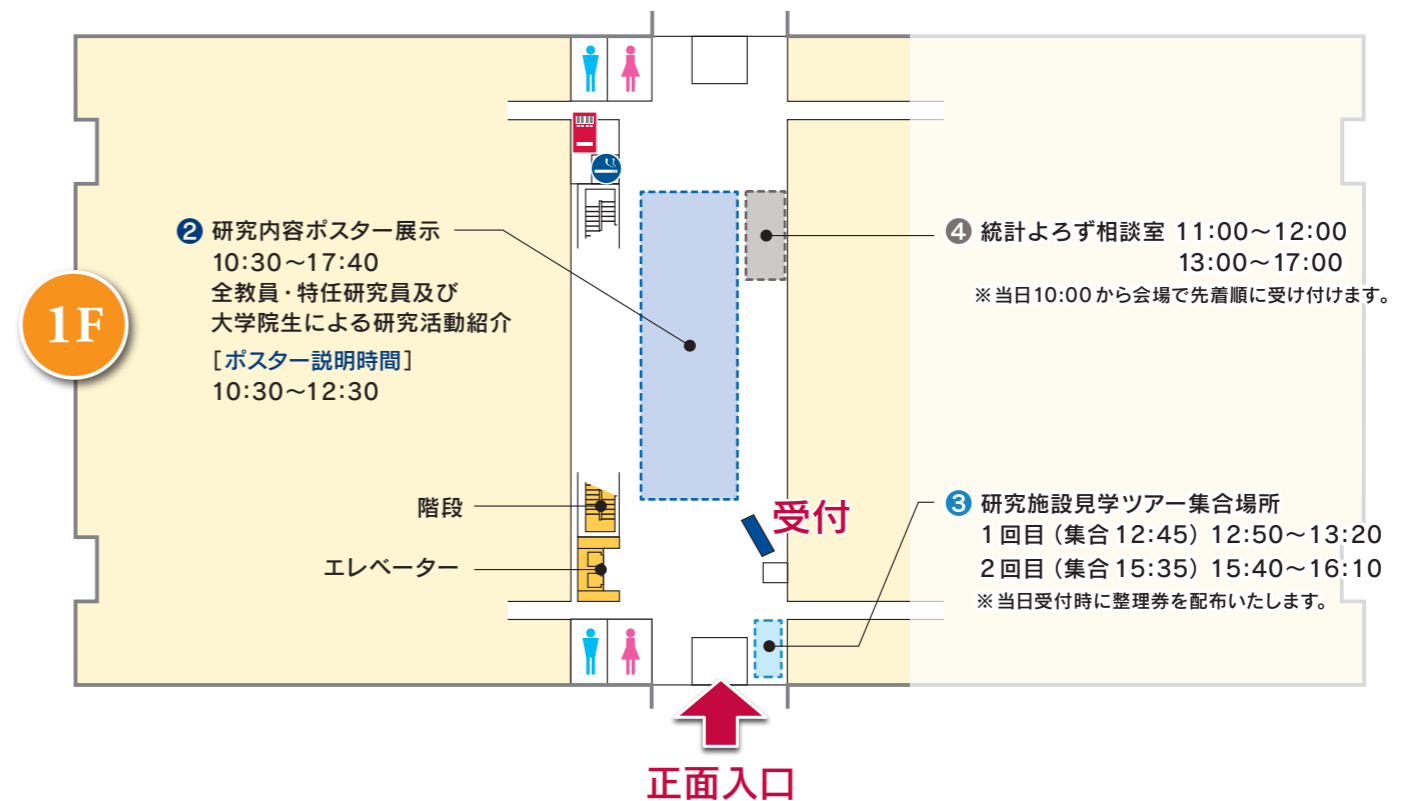 1F
❷ 研究内容ポスター展示
10:30〜17:40
全教員・特任研究員及び
大学院生による研究活動紹介
[ポスター説明時間]
10:30〜12:30
階段
エレベーター
❹ 統計よろず相談室 11:00〜12:00
13:00〜17:00
※当日10:00から会場で先着順に受け付けます。
受付
❸ 研究施設見学ツアー集合場所
1回目（集合12:45）12:50〜13:20
2回目（集合15:35）15:40〜16:10
※当日受付時に整理券を配布いたします。
正面入口